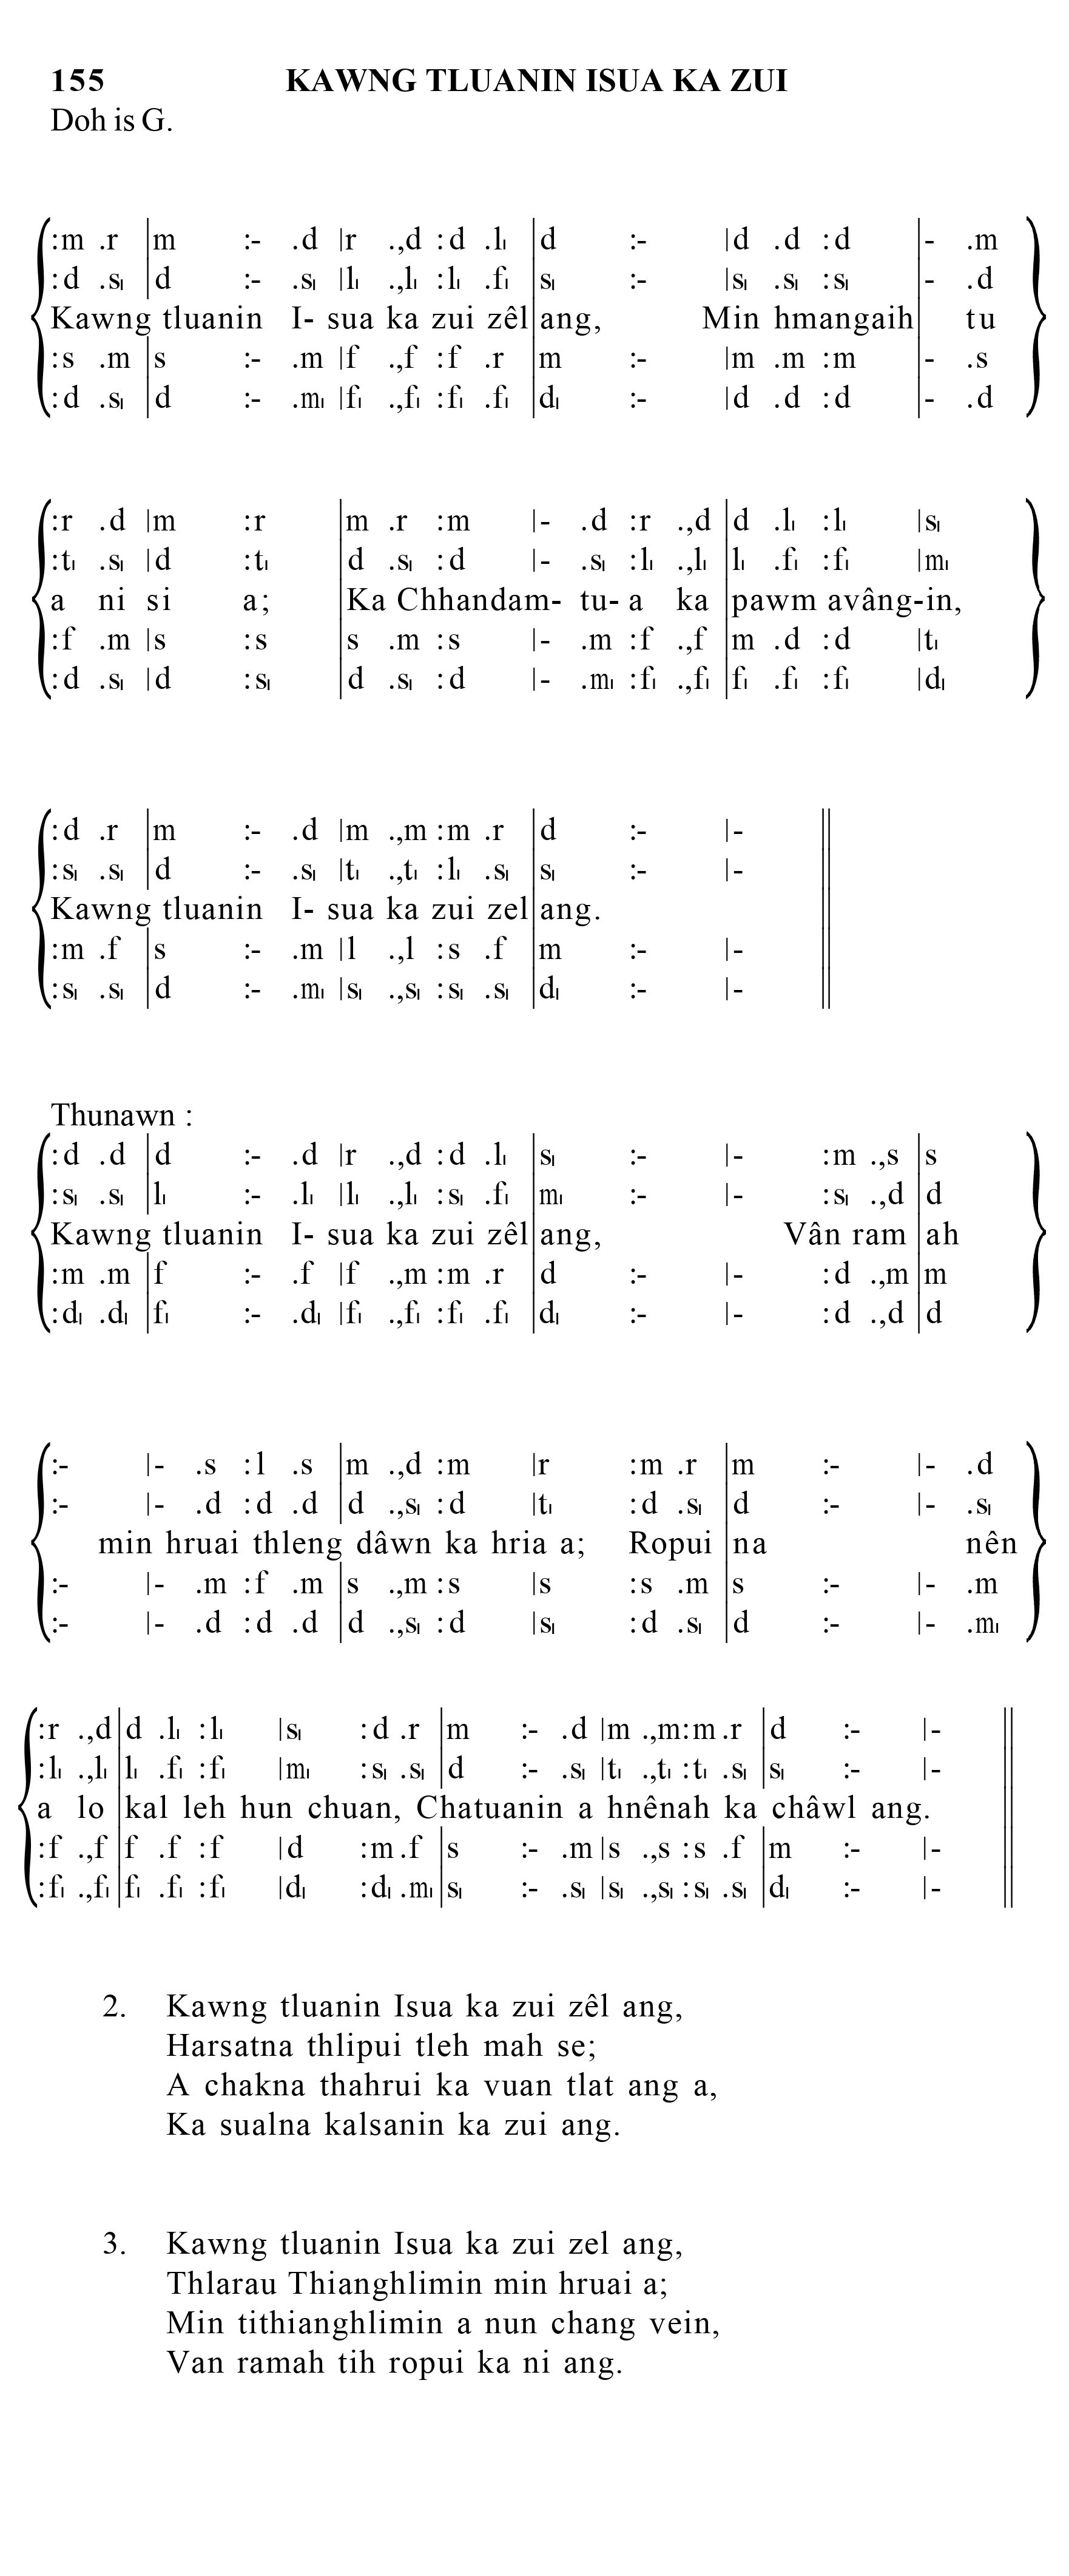 155 KAWNG TLUANIN ISUA KA ZUI
Doh is G.
:m .r |m :- .d |r .,d :d .l₁ |d :- |d .d :d |- .m
:d .s₁ |d :- .s₁ |l₁ .,l₁ :l₁ .f₁ |s₁ :- |s₁ .s₁ :s₁ |- .d
Kawng tluanin I- sua ka zui zêl ang, Min hmangaih tu
:s .m |s :- .m |f .,f :f .r |m :- |m .m :m |- .s
:d .s₁ |d :- .m₁ |f₁ .,f₁ :f₁ .f₁ |d₁ :- |d .d :d |- .d
:r .d |m :r |m .r :m |- .d :r .,d |d .l₁ :l₁ |s₁
:t₁ .s₁ |d :t₁ |d .s₁ :d |- .s₁ :l₁ .,l₁ |l₁ .f₁ :f₁ |m₁
a ni si a; Ka Chhandam- tu- a ka pawm avâng-in,
:f .m |s :s |s .m :s |- .m :f .,f |m .d :d |t₁
:d .s₁ |d :s₁ |d .s₁ :d |- .m₁ :f₁ .,f₁ |f₁ .f₁ :f₁ |d₁
:d .r |m :- .d |m .,m :m .r |d :- |-
:s₁ .s₁ |d :- .s₁ |t₁ .,t₁ :l₁ .s₁ |s₁ :- |-
Kawng tluanin I- sua ka zui zel ang.
:m .f |s :- .m |l .,l :s .f |m :- |-
:s₁ .s₁ |d :- .m₁ |s₁ .,s₁ :s₁ .s₁ |d₁ :- |-
Thunawn :
:d .d |d :- .d |r .,d :d .l₁ |s₁ :- |- :m .,s |s
:s₁ .s₁ |l₁ :- .l₁ |l₁ .,l₁ :s₁ .f₁ |m₁ :- |- :s₁ .,d |d
Kawng tluanin I- sua ka zui zêl ang, Vân ram ah
:m .m |f :- .f |f .,m :m .r |d :- |- :d .,m |m
:d₁ .d₁ |f₁ :- .d₁ |f₁ .,f₁ :f₁ .f₁ |d₁ :- |- :d .,d |d
:- |- .s :l .s |m .,d :m |r :m .r |m :- |- .d
:- |- .d :d .d |d .,s₁ :d |t₁ :d .s₁ |d :- |- .s₁
min hruai thleng dâwn ka hria a; Ropui na nên
:- |- .m :f .m |s .,m :s |s :s .m |s :- |- .m
:- |- .d :d .d |d .,s₁ :d |s₁ :d .s₁ |d :- |- .m₁
:r .,d |d .l₁ :l₁ |s₁ :d .r |m :- .d |m .,m :m .r |d :- |-
:l₁ .,l₁ |l₁ .f₁ :f₁ |m₁ :s₁ .s₁ |d :- .s₁ |t₁ .,t₁ :t₁ .s₁ |s₁ :- |-
a lo kal leh hun chuan, Chatuanin a hnênah ka châwl ang.
:f .,f |f .f :f |d :m .f |s :- .m |s .,s :s .f |m :- |-
:f₁ .,f₁ |f₁ .f₁ :f₁ |d₁ :d₁ .m₁ |s₁ :- .s₁ |s₁ .,s₁ :s₁ .s₁ |d₁ :- |-
2. Kawng tluanin Isua ka zui zêl ang,
Harsatna thlipui tleh mah se;
A chakna thahrui ka vuan tlat ang a,
Ka sualna kalsanin ka zui ang.
3. Kawng tluanin Isua ka zui zel ang,
Thlarau Thianghlimin min hruai a;
Min tithianghlimin a nun chang vein,
Van ramah tih ropui ka ni ang.